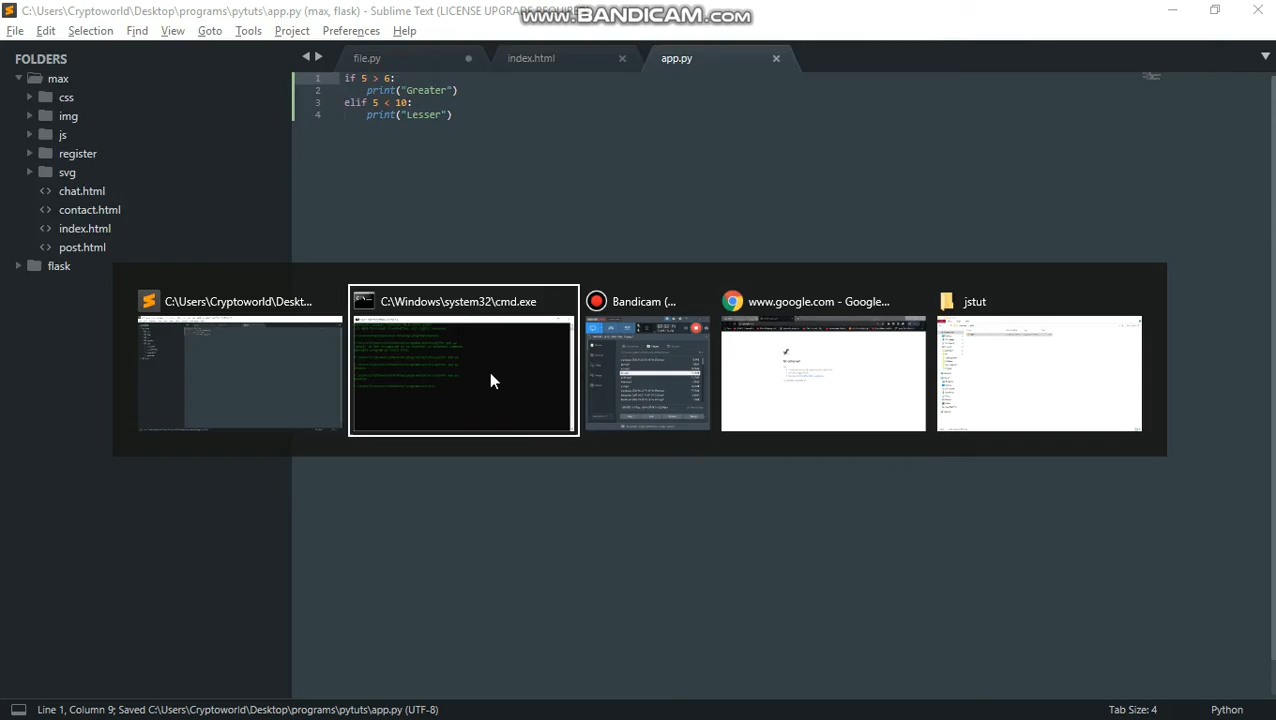 C:\Users\Cryptoworld\Desktop\programs\pytuts\app.py (max, flask) - Sublime Text (LICENSE UPGRADE REQUIRED)
www.BANDICAM.com
File Edit Selection Find View Goto Tools Project Preferences Help
FOLDERS
max
css
img
js
register
svg
chat.html
contact.html
index.html
post.html
flask
file.py
index.html
app.py
1 if 5 > 6:
2 print("Greater")
3 elif 5 < 10:
4 print("Lesser")
C:\Users\Cryptoworld\Deskt...
C:\Windows\system32\cmd.exe
Bandicam (...
www.google.com - Google...
jstut
Line 1, Column 9; Saved C:\Users\Cryptoworld\Desktop\programs\pytuts\app.py (UTF-8)
Tab Size: 4
Python